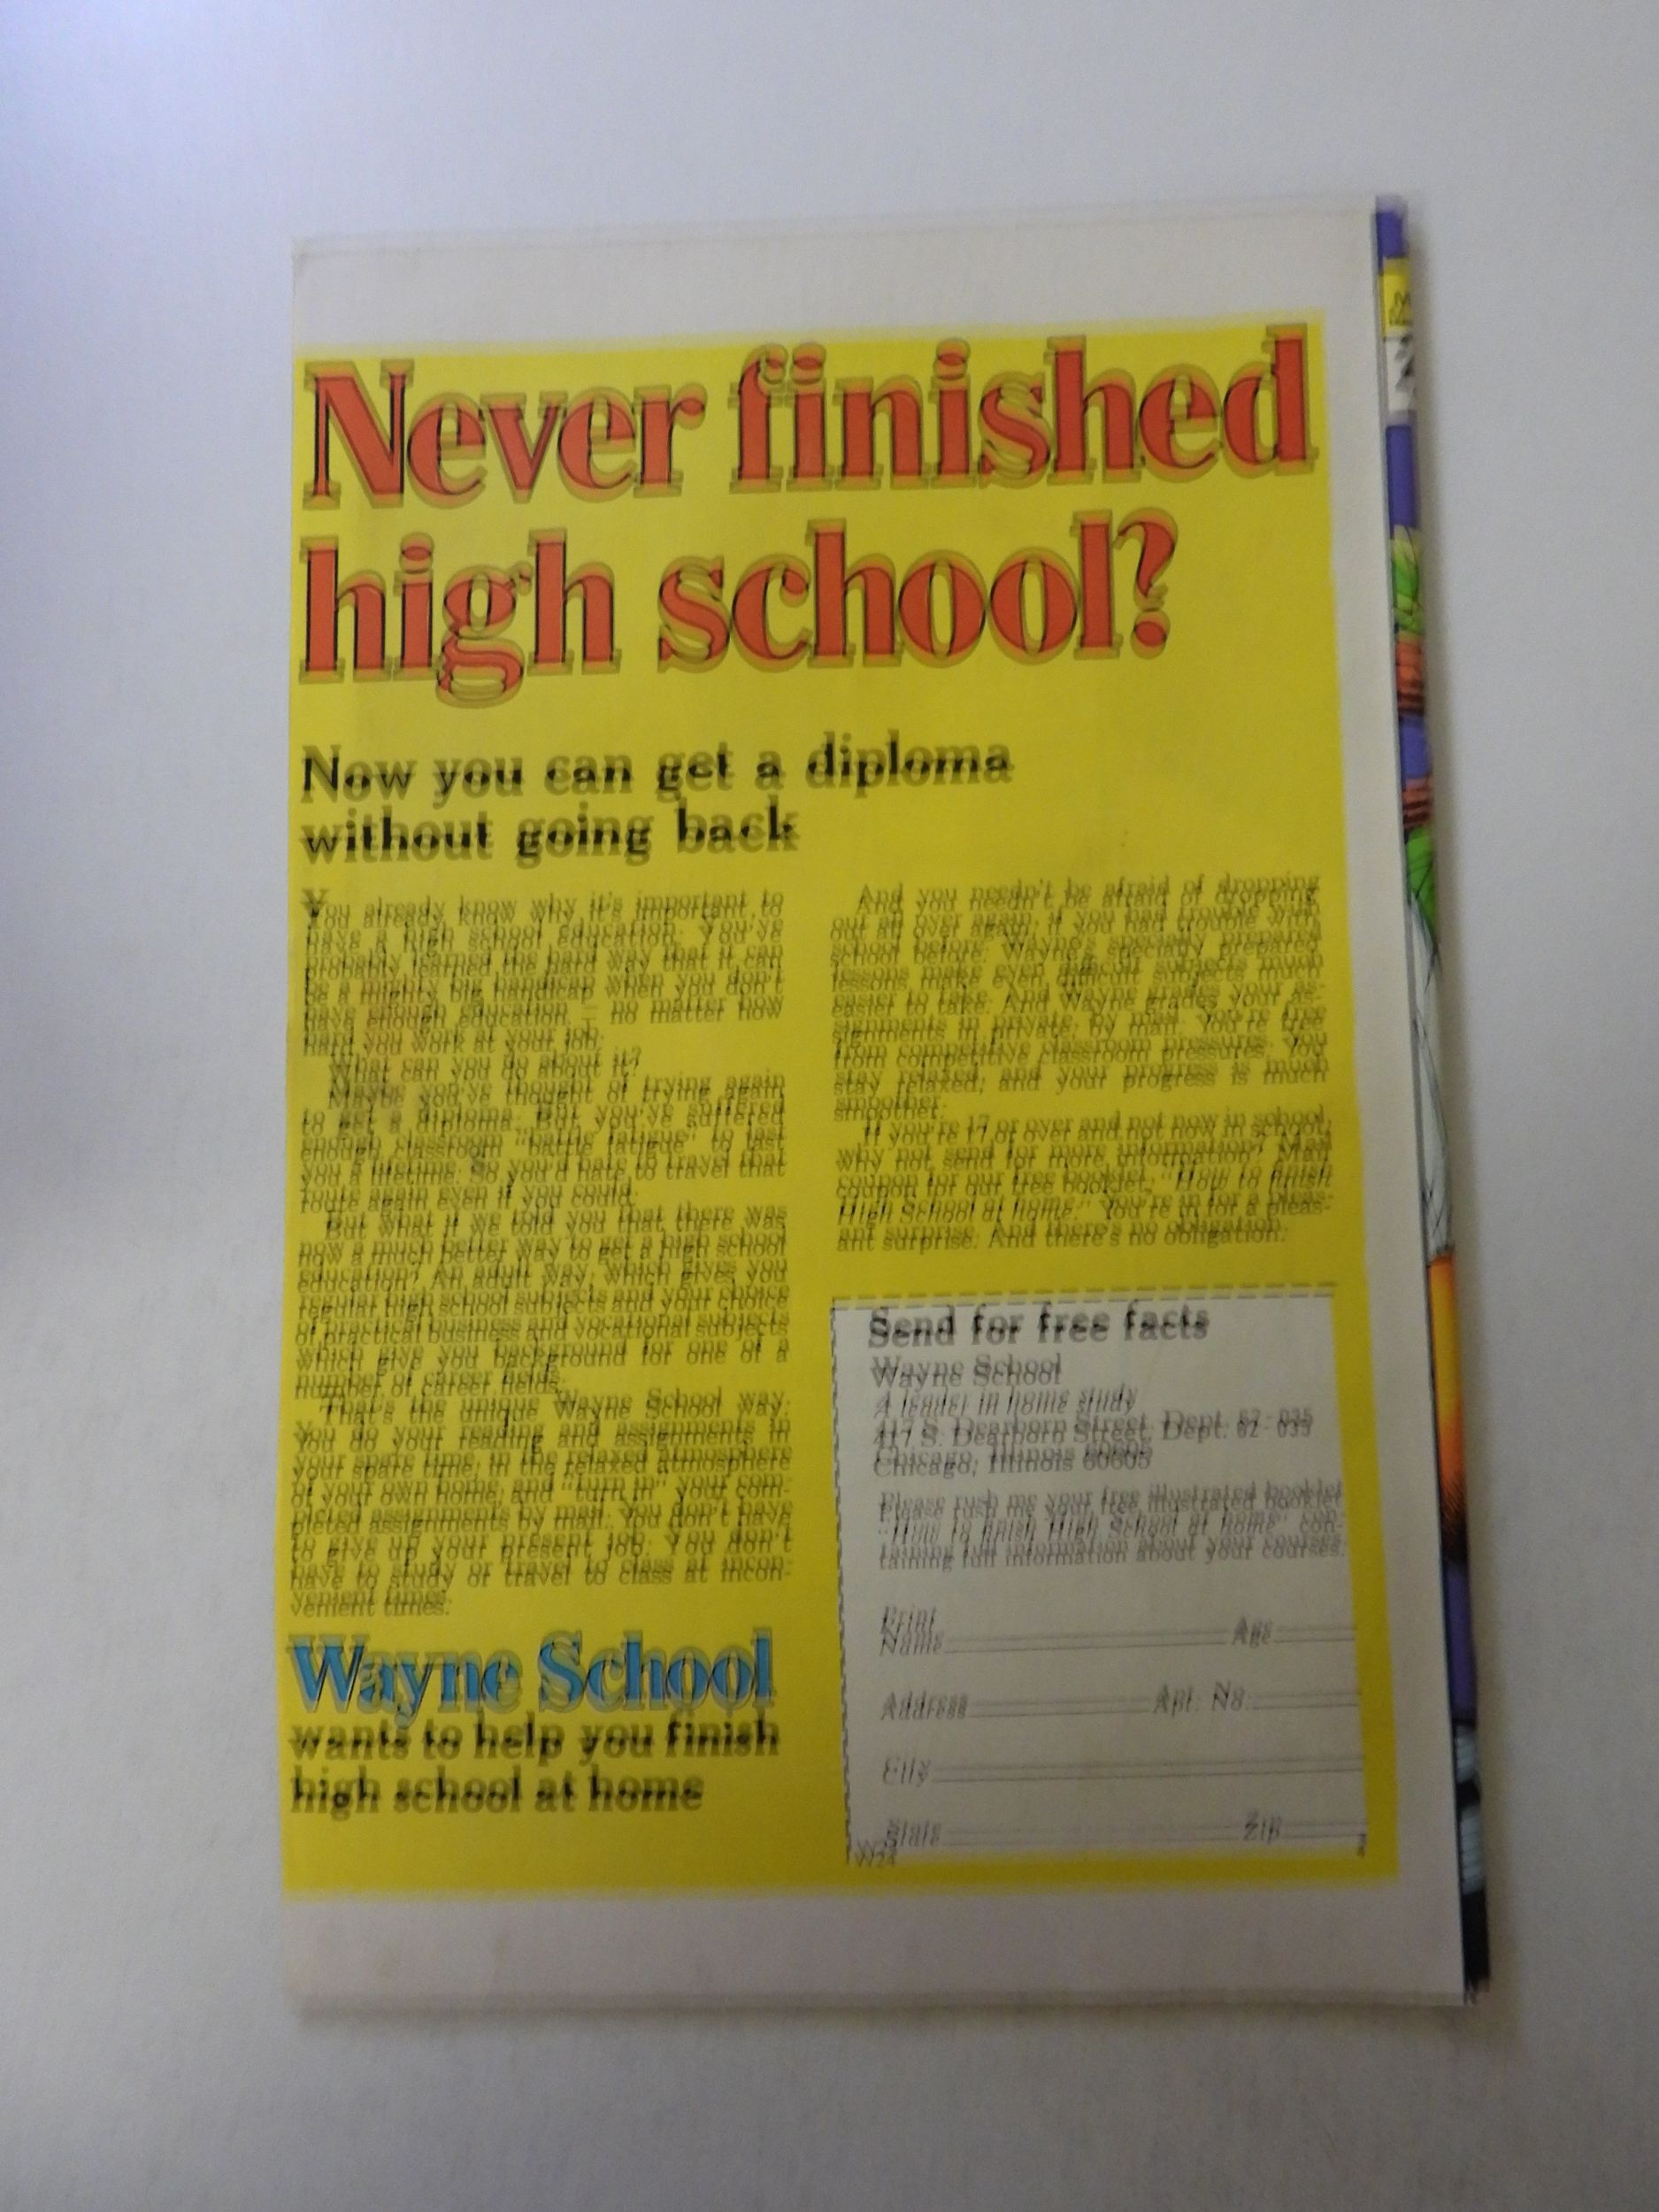 Never finished
high school?
Now you can get a diploma
without going back
You already know why it's important to
have a high school education. You've
probably learned the hard way that it can
be a mighty big handicap when you don't
have enough education — no matter how
hard you work at your job.
What can you do about it?
Maybe you've thought of trying again
to get a diploma. But you've suffered
enough classroom "battle fatigue" to last
you a lifetime. So you'd hate to travel that
route again even if you could.
But what if we told you that there was
now a much better way to get a high school
education? An adult way, which gives you
regular high school subjects and your choice
of practical business and vocational subjects
which give you background for one of a
number of career fields.
That's the unique Wayne School way.
You do your reading and assignments in
your spare time, in the relaxed atmosphere
of your own home, and "turn in" your com-
pleted assignments by mail. You don't have
to give up your present job. You don't
have to study or travel to class at incon-
venient times.
And you needn't be afraid of dropping
out all over again, if you had trouble with
school before. Wayne's specially prepared
lessons make even difficult subjects much
easier to take. And Wayne grades your as-
signments in private, by mail. You're free
from competitive classroom pressures. You
stay relaxed, and your progress is much
smoother.
If you're 17 or over and not now in school,
why not send for more information? Mail
coupon for our free booklet, "How to finish
High School at home." You're in for a pleas-
ant surprise. And there's no obligation.
Wayne School
wants to help you finish
high school at home
Send for free facts
Wayne School
A leader in home study
417 S. Dearborn Street, Dept. 62-035
Chicago, Illinois 60605
Please rush me your free illustrated booklet
"How to finish High School at home" con-
taining full information about your courses.
Print
Name Age
Address Apt. No.
City
State Zip
W24